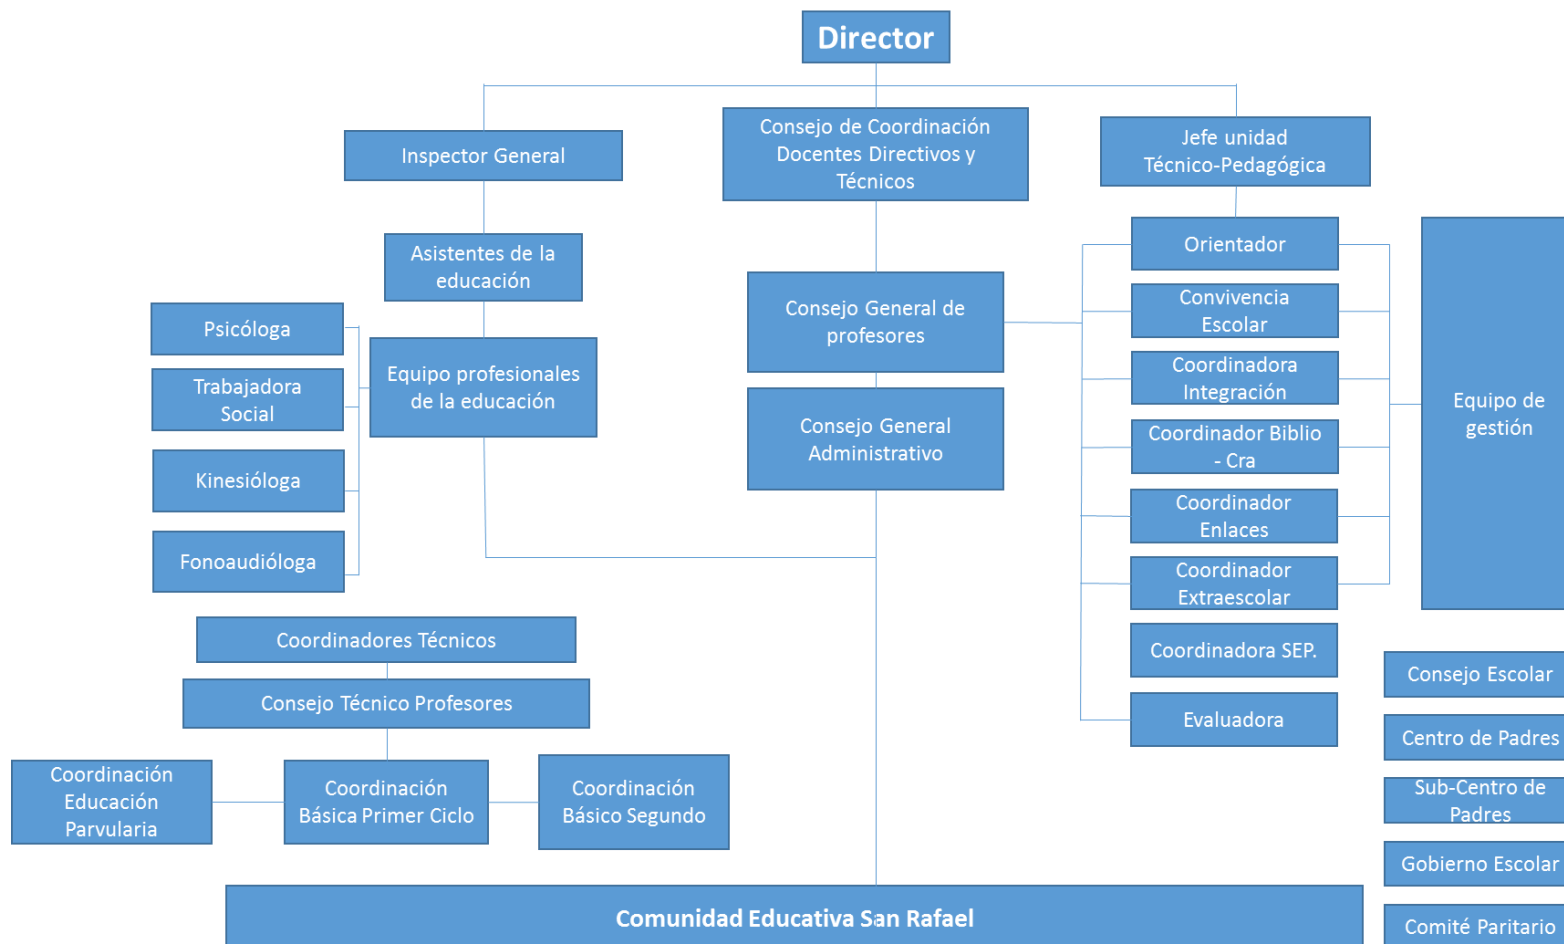 Director
Inspector General
Consejo de Coordinación
Docentes Directivos y
Técnicos
Jefe unidad
Técnico-Pedagógica
Asistentes de la
educación
Psicóloga
Trabajadora
Social
Kinesióloga
Fonoaudióloga
Equipo profesionales
de la educación
Consejo General de
profesores
Consejo General
Administrativo
Orientador
Convivencia
Escolar
Coordinadora
Integración
Coordinador Biblio
- Cra
Coordinador
Enlaces
Coordinador
Extraescolar
Coordinadora SEP.
Evaluadora
Equipo de
gestión
Coordinadores Técnicos
Consejo Técnico Profesores
Coordinación
Educación
Parvularia
Coordinación
Básica Primer Ciclo
Coordinación
Básico Segundo
Consejo Escolar
Centro de Padres
Sub-Centro de
Padres
Gobierno Escolar
Comité Paritario
Comunidad Educativa San Rafael